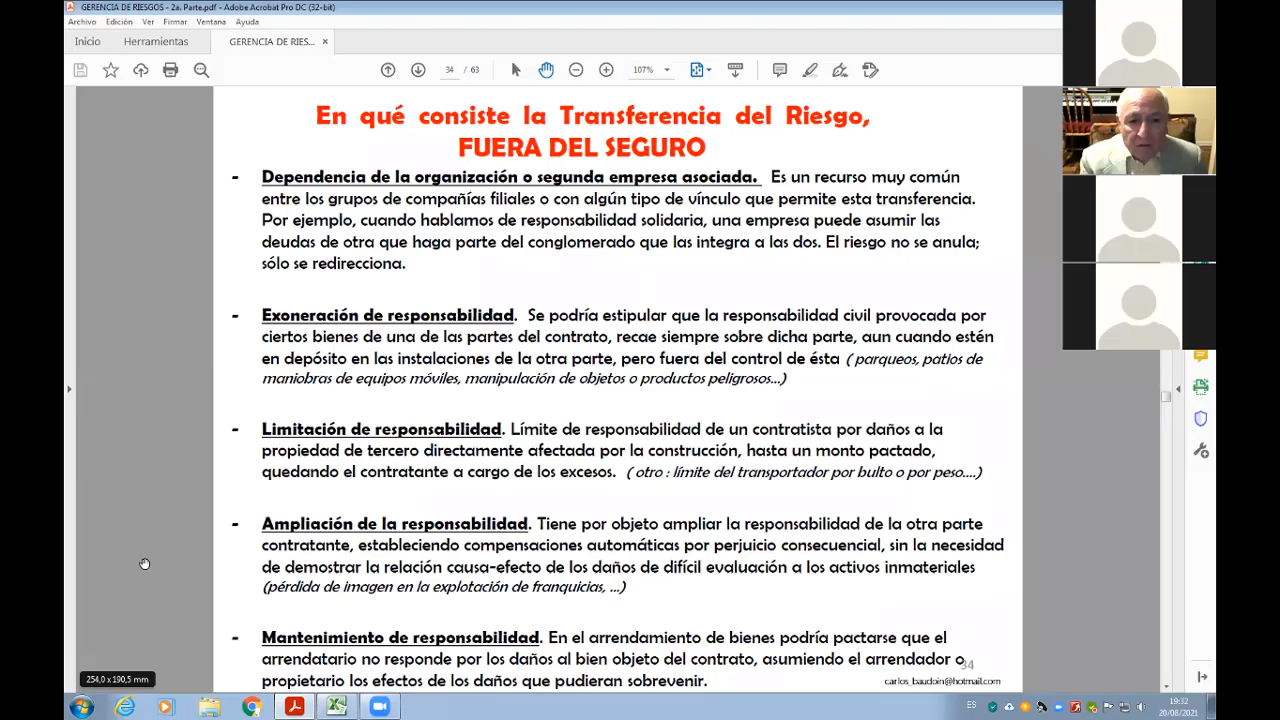 GERENCIA DE RIESGOS - 2a. Parte.pdf - Adobe Acrobat Pro DC (32-bit)
Archivo Edición Ver Firmar Ventana Ayuda
Inicio Herramientas GERENCIA DE RIES... ×
34 / 63 107%
En qué consiste la Transferencia del Riesgo,
FUERA DEL SEGURO
- Dependencia de la organización o segunda empresa asociada. Es un recurso muy común
entre los grupos de compañías filiales o con algún tipo de vínculo que permite esta transferencia.
Por ejemplo, cuando hablamos de responsabilidad solidaria, una empresa puede asumir las
deudas de otra que haga parte del conglomerado que las integra a las dos. El riesgo no se anula;
sólo se redirecciona.
- Exoneración de responsabilidad. Se podría estipular que la responsabilidad civil provocada por
ciertos bienes de una de las partes del contrato, recae siempre sobre dicha parte, aun cuando estén
en depósito en las instalaciones de la otra parte, pero fuera del control de ésta ( parqueos, patios de
maniobras de equipos móviles, manipulación de objetos o productos peligrosos...)
- Limitación de responsabilidad. Límite de responsabilidad de un contratista por daños a la
propiedad de tercero directamente afectada por la construcción, hasta un monto pactado,
quedando el contratante a cargo de los excesos. ( otro : límite del transportador por bulto o por peso....)
- Ampliación de la responsabilidad. Tiene por objeto ampliar la responsabilidad de la otra parte
contratante, estableciendo compensaciones automáticas por perjuicio consecuencial, sin la necesidad
de demostrar la relación causa-efecto de los daños de difícil evaluación a los activos inmateriales
(pérdida de imagen en la explotación de franquicias, ...)
- Mantenimiento de responsabilidad. En el arrendamiento de bienes podría pactarse que el
arrendatario no responde por los daños al bien objeto del contrato, asumiendo el arrendador o
propietario los efectos de los daños que pudieran sobrevenir.
34
carlos_baudoin@hotmail.com
254,0 x 190,5 mm
ES 19:32
20/08/2021